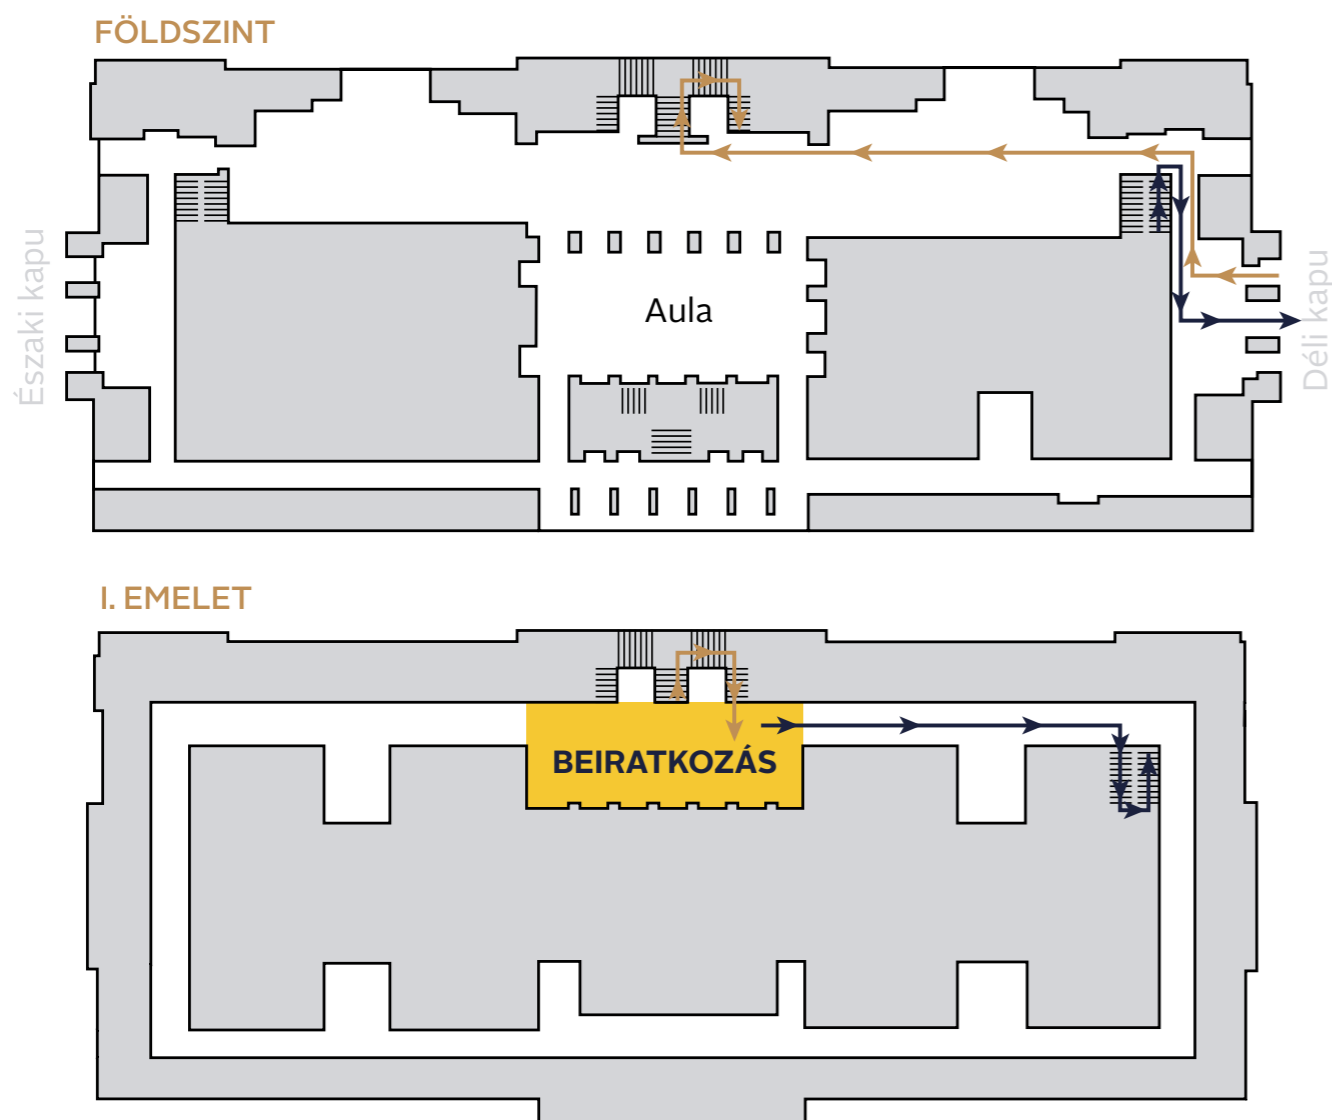 FÖLDSZINT
Északi kapu
Aula
Déli kapu
I. EMELET
BEIRATKOZÁS